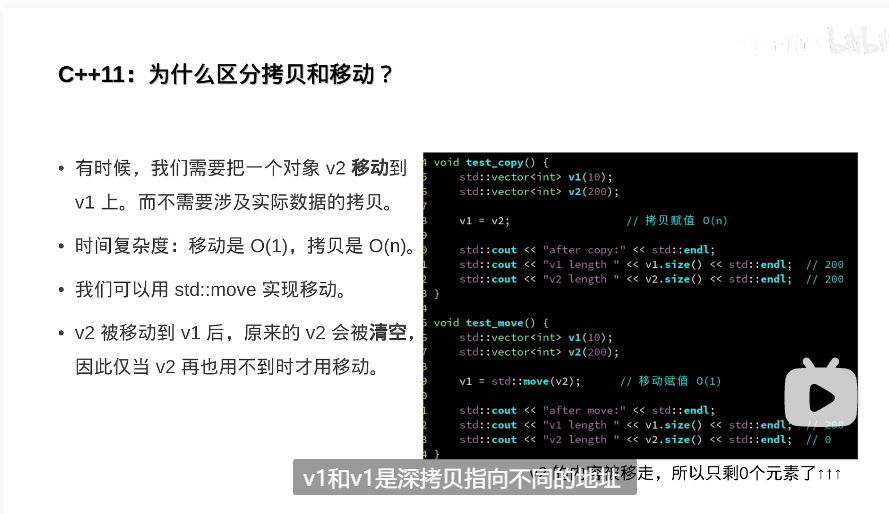 bilibili
C++11：为什么区分拷贝和移动？
• 有时候，我们需要把一个对象 v2 移动到
v1 上。而不需要涉及实际数据的拷贝。
• 时间复杂度：移动是 O(1)，拷贝是 O(n)。
• 我们可以用 std::move 实现移动。
• v2 被移动到 v1 后，原来的 v2 会被清空，
因此仅当 v2 再也用不到时才用移动。
4 void test_copy() {
5 std::vector<int> v1(10);
6 std::vector<int> v2(200);
7
8 v1 = v2; // 拷贝赋值 O(n)
9
0 std::cout << "after copy:" << std::endl;
1 std::cout << "v1 length " << v1.size() << std::endl; // 200
2 std::cout << "v2 length " << v2.size() << std::endl; // 200
3 }
4
5 void test_move() {
6 std::vector<int> v1(10);
7 std::vector<int> v2(200);
8
9 v1 = std::move(v2); // 移动赋值 O(1)
0
1 std::cout << "after move:" << std::endl;
2 std::cout << "v1 length " << v1.size() << std::endl; // 200
3 std::cout << "v2 length " << v2.size() << std::endl; // 0
4 }
v2 的内容被移走，所以只剩0个元素了↑↑↑
v1和v1是深拷贝指向不同的地址